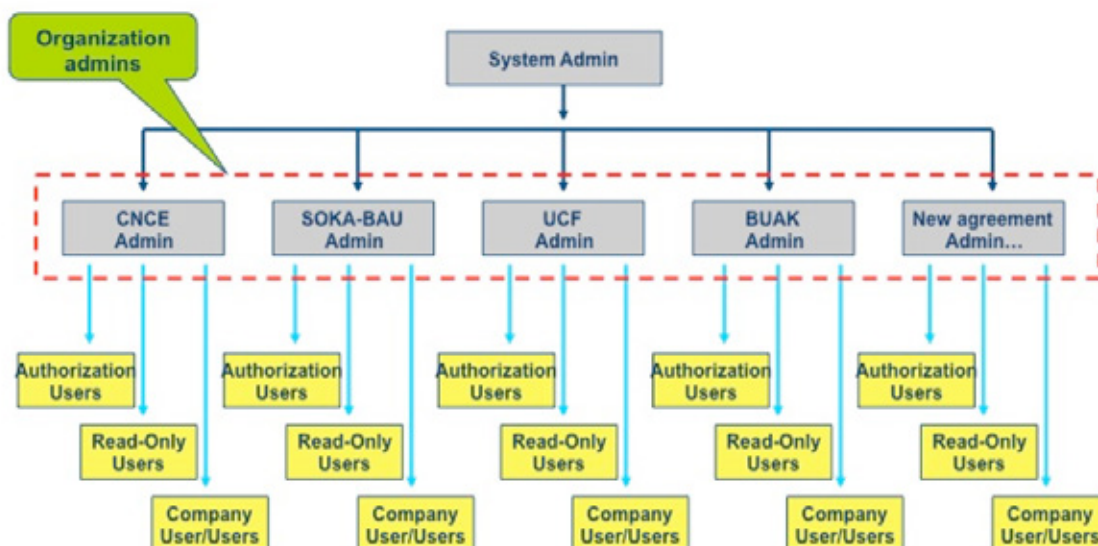 Organization
admins
System Admin
CNCE
Admin
SOKA-BAU
Admin
UCF
Admin
BUAK
Admin
New agreement
Admin...
Authorization
Users
Authorization
Users
Authorization
Users
Authorization
Users
Authorization
Users
Read-Only
Users
Read-Only
Users
Read-Only
Users
Read-Only
Users
Read-Only
Users
Company
User/Users
Company
User/Users
Company
User/Users
Company
User/Users
Company
User/Users